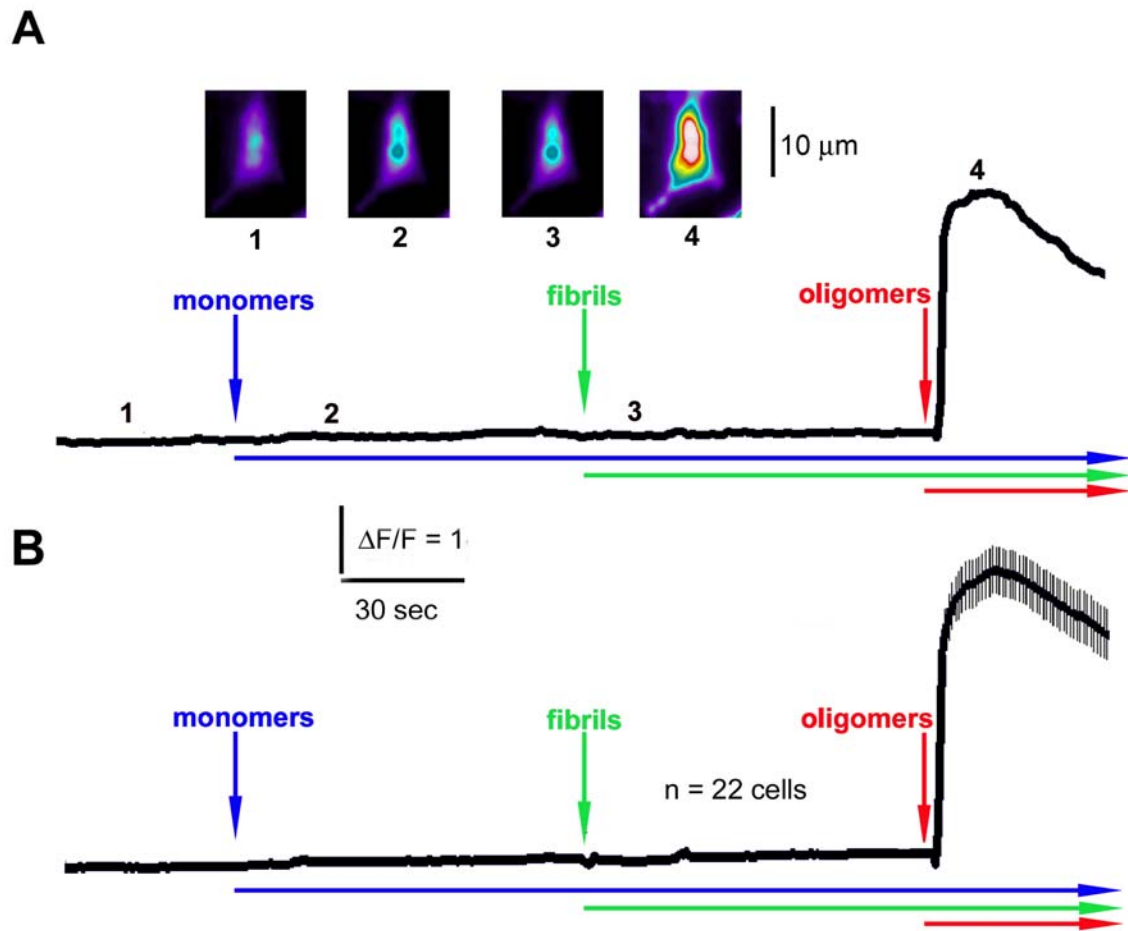 A
10 μm
1 2 3 4
4
monomers fibrils oligomers
1 2 3
B
ΔF/F = 1
30 sec
monomers fibrils oligomers
n = 22 cells